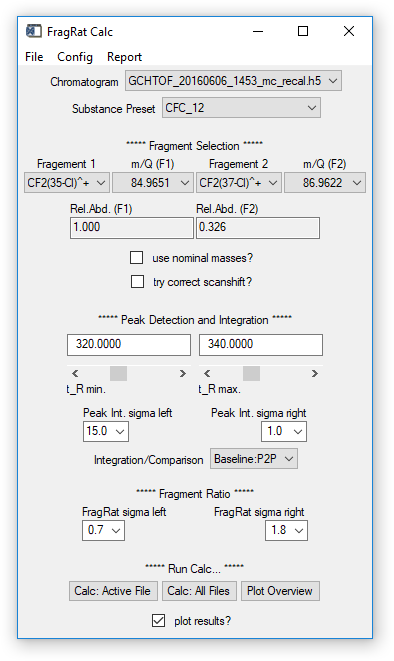 FragRat Calc
File Config Report
Chromatogram GCHTOF_20160606_1453_mc_recal.h5
Substance Preset CFC_12
***** Fragment Selection *****
Fragement 1 m/Q (F1) Fragement 2 m/Q (F2)
CF2(35-Cl)^+ 84.9651 CF2(37-Cl)^+ 86.9622
Rel.Abd. (F1) Rel.Abd. (F2)
1.000 0.326
use nominal masses?
try correct scanshift?
***** Peak Detection and Integration *****
320.0000 340.0000
t_R min. t_R max.
Peak Int. sigma left Peak Int. sigma right
15.0 1.0
Integration/Comparison Baseline:P2P
***** Fragment Ratio *****
FragRat sigma left FragRat sigma right
0.7 1.8
***** Run Calc... *****
Calc: Active File Calc: All Files Plot Overview
plot results?